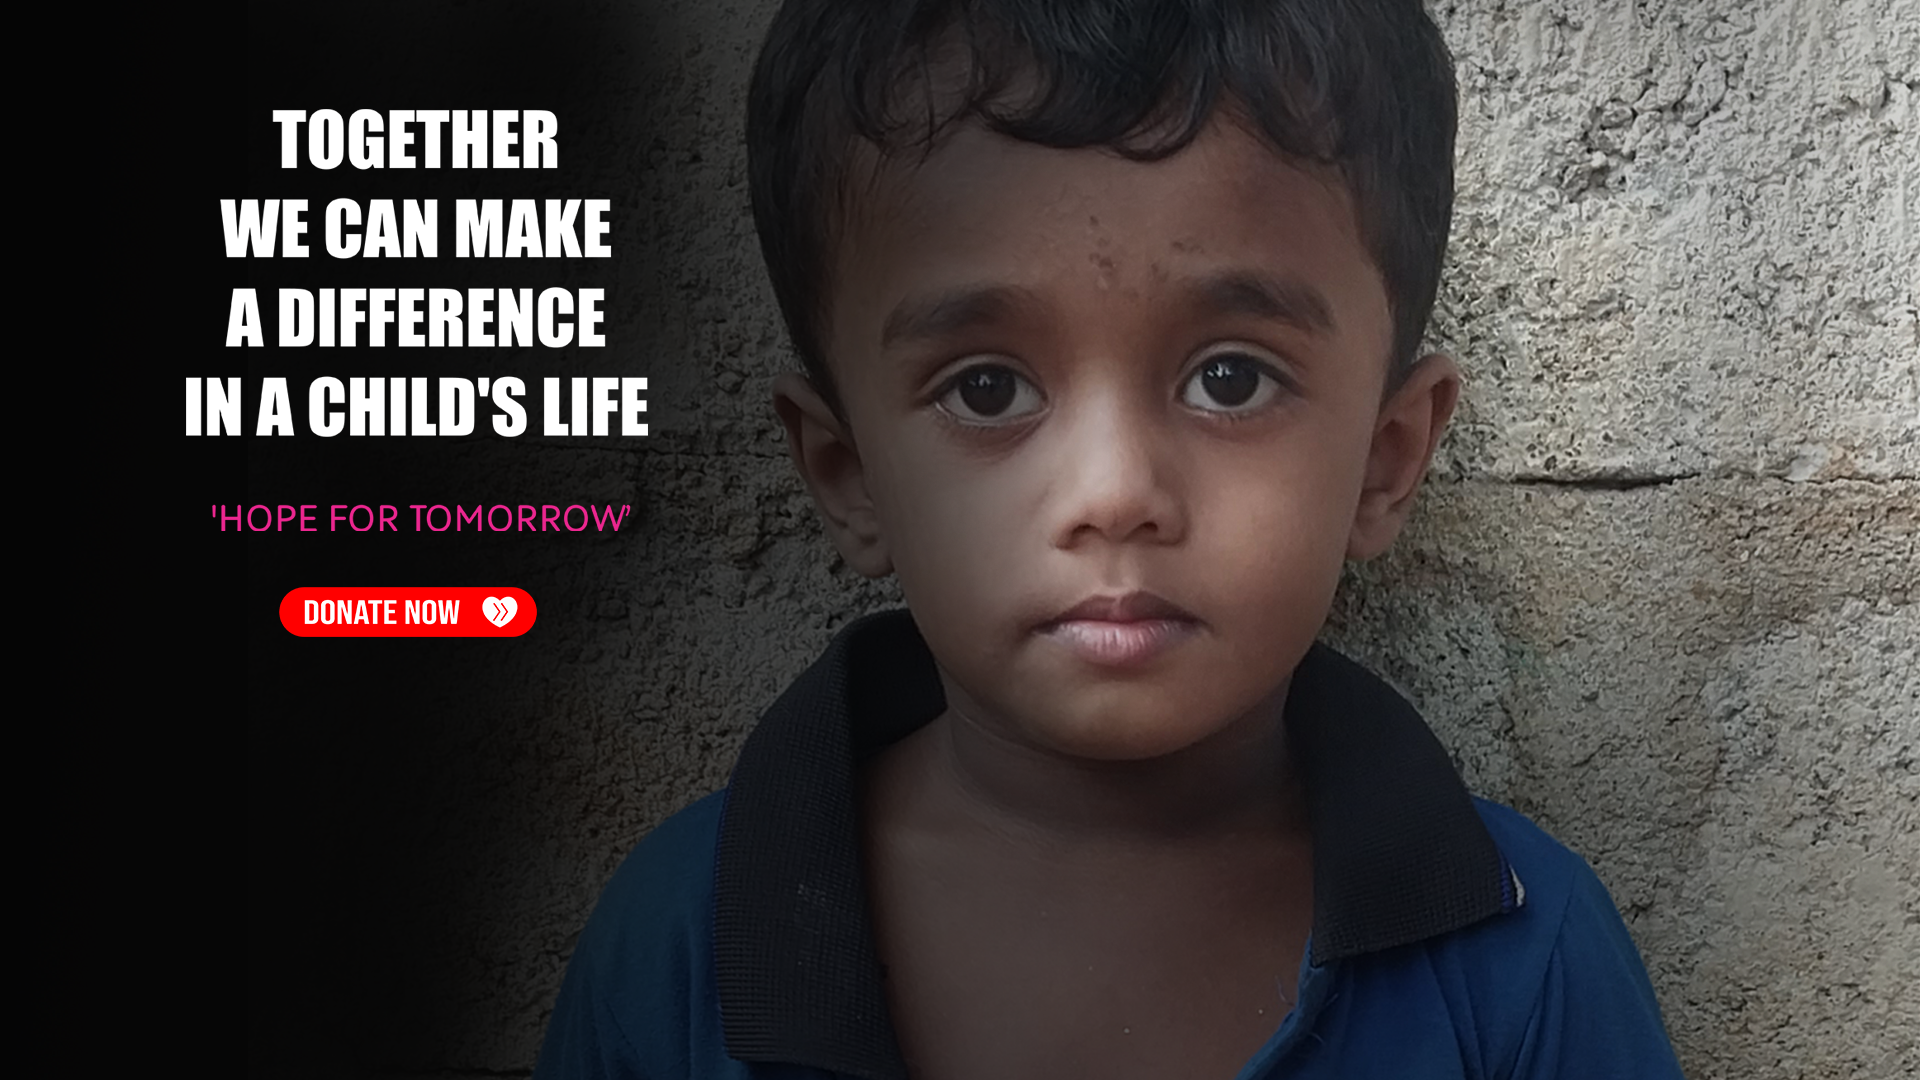 TOGETHER
WE CAN MAKE
A DIFFERENCE
IN A CHILD'S LIFE
'HOPE FOR TOMORROW'
DONATE NOW